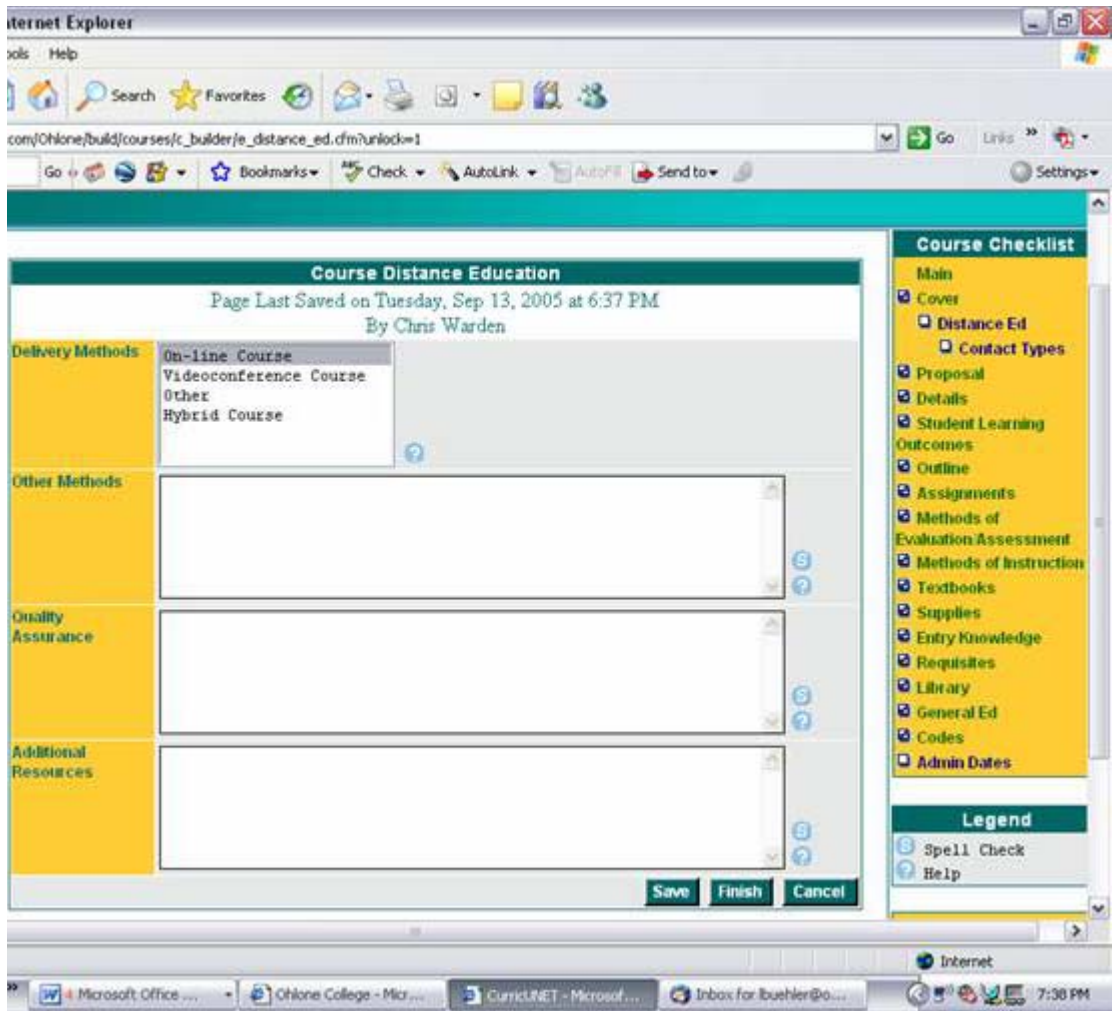 nternet Explorer
ools Help
Search Favorites
com/Ohlone/build/courses/c_builder/e_distance_ed.cfm?unlock=1
Go Links »
Go Bookmarks Check AutoLink AutoFill Send to Settings
Course Distance Education
Page Last Saved on Tuesday, Sep 13, 2005 at 6:37 PM
By Chris Warden
Delivery Methods
On-line Course
Videoconference Course
Other
Hybrid Course
Other Methods
Quality
Assurance
Additional
Resources
Save Finish Cancel
Course Checklist
Main
Cover
Distance Ed
Contact Types
Proposal
Details
Student Learning
Outcomes
Outline
Assignments
Methods of
Evaluation Assessment
Methods of Instruction
Textbooks
Supplies
Entry Knowledge
Requisites
Library
General Ed
Codes
Admin Dates
Legend
S Spell Check
? Help
Internet
» 4 Microsoft Office ... Ohlone College - Micr... CurricUNET - Microsof... Inbox for lbuehler@o... 7:38 PM